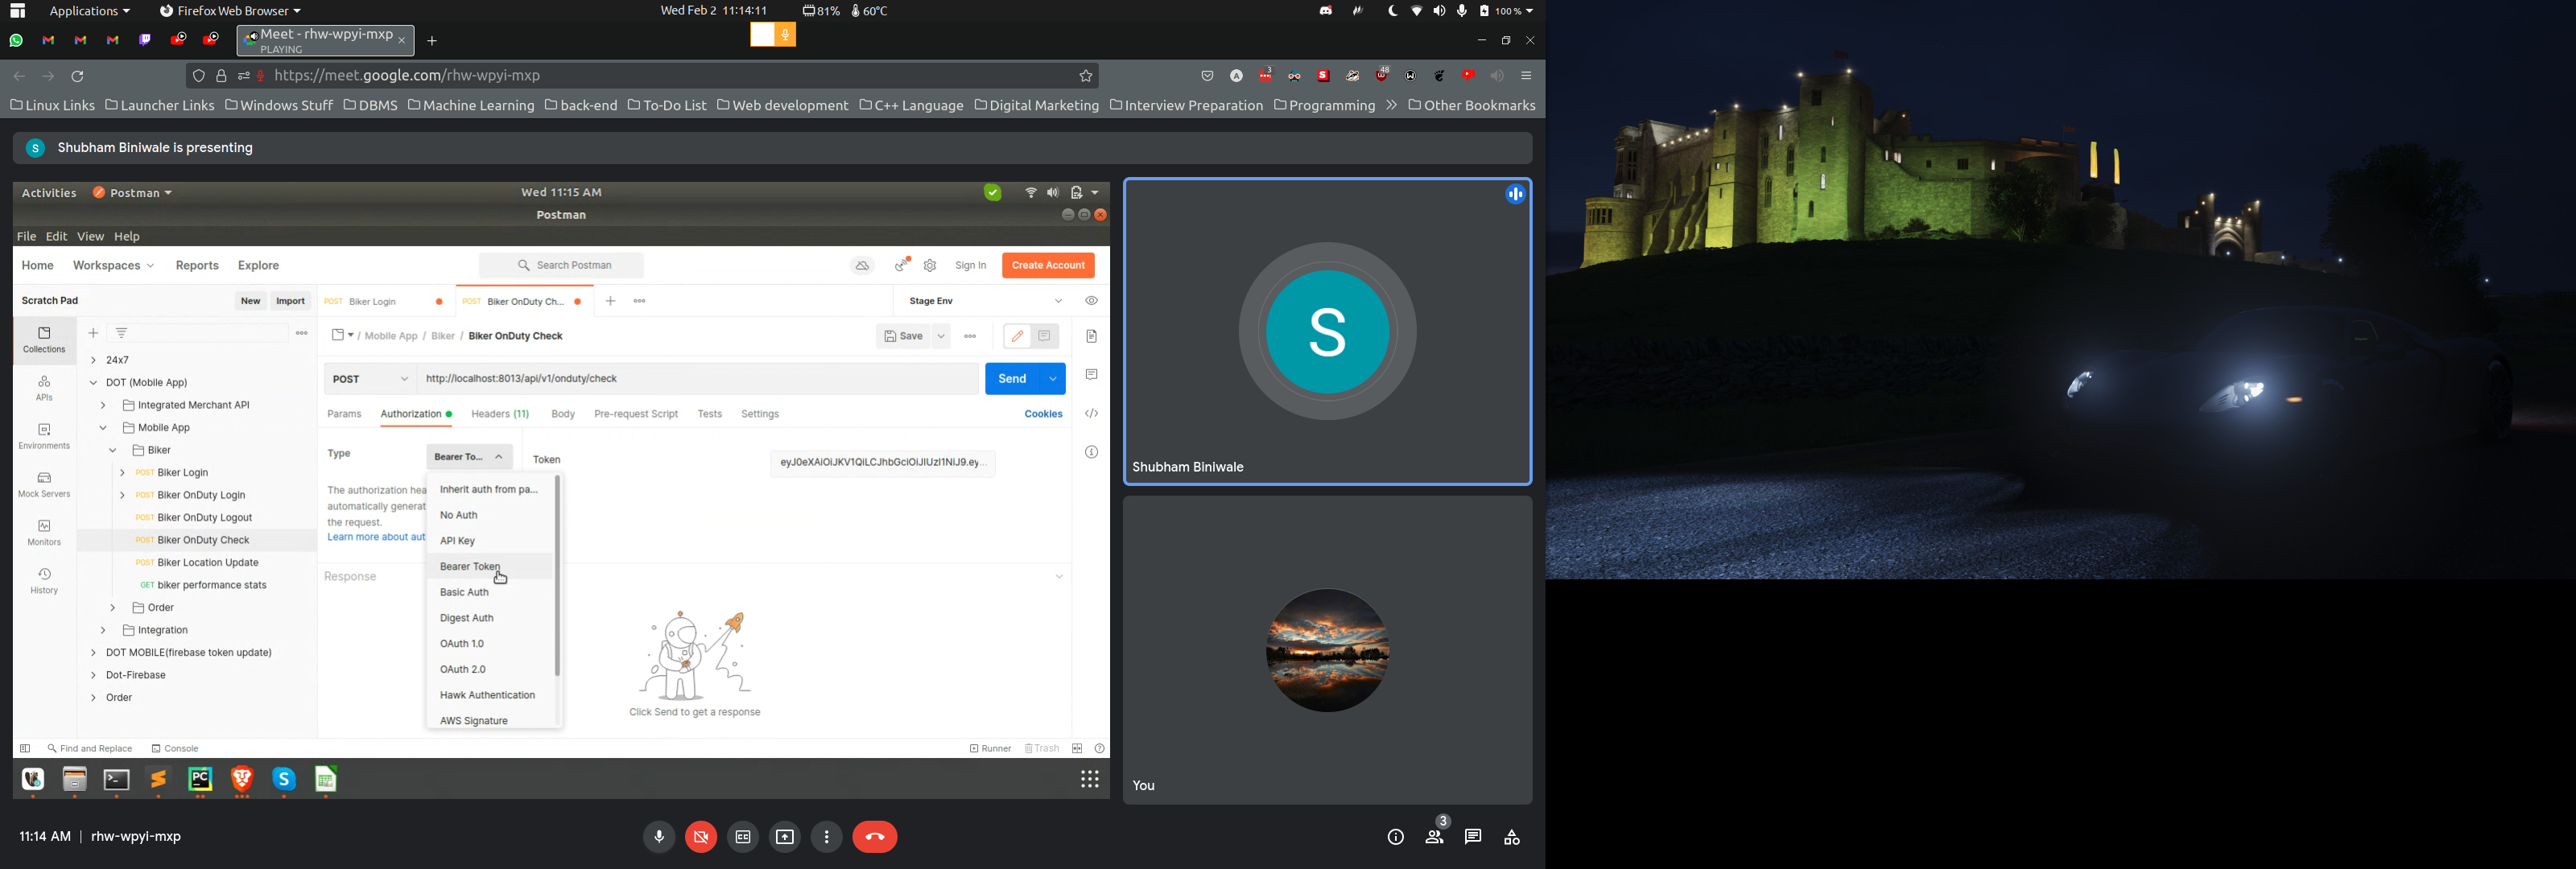 Applications
Firefox Web Browser
Wed Feb 2 11:14:11
81%
60°C
100 %
Meet - rhw-wpyi-mxp
PLAYING
https://meet.google.com/rhw-wpyi-mxp
3
48
Linux Links
Launcher Links
Windows Stuff
DBMS
Machine Learning
back-end
To-Do List
Web development
C++ Language
Digital Marketing
Interview Preparation
Programming
Other Bookmarks
S
Shubham Biniwale is presenting
Activities
Postman
Wed 11:15 AM
Postman
File Edit View Help
Home
Workspaces
Reports
Explore
Search Postman
Sign In
Create Account
Scratch Pad
New
Import
POST Biker Login
POST Biker OnDuty Ch...
Stage Env
Collections
APIs
Environments
Mock Servers
Monitors
History
24x7
DOT (Mobile App)
Integrated Merchant API
Mobile App
Biker
POST Biker Login
POST Biker OnDuty Login
POST Biker OnDuty Logout
POST Biker OnDuty Check
POST Biker Location Update
GET biker performance stats
Order
Integration
DOT MOBILE(firebase token update)
Dot-Firebase
Order
/ Mobile App / Biker / Biker OnDuty Check
Save
POST
http://localhost:8013/api/v1/onduty/check
Send
Params
Authorization
Headers (11)
Body
Pre-request Script
Tests
Settings
Cookies
Type
Bearer To...
Token
eyJ0eXAiOiJKV1QiLCJhbGciOiJIUzI1NiJ9.ey...
The authorization hea
automatically generat
the request.
Learn more about aut
Inherit auth from pa...
No Auth
API Key
Bearer Token
Basic Auth
Digest Auth
OAuth 1.0
OAuth 2.0
Hawk Authentication
AWS Signature
Response
Click Send to get a response
Find and Replace
Console
Runner
Trash
PC
S
S
Shubham Biniwale
You
11:14 AM | rhw-wpyi-mxp
CC
3